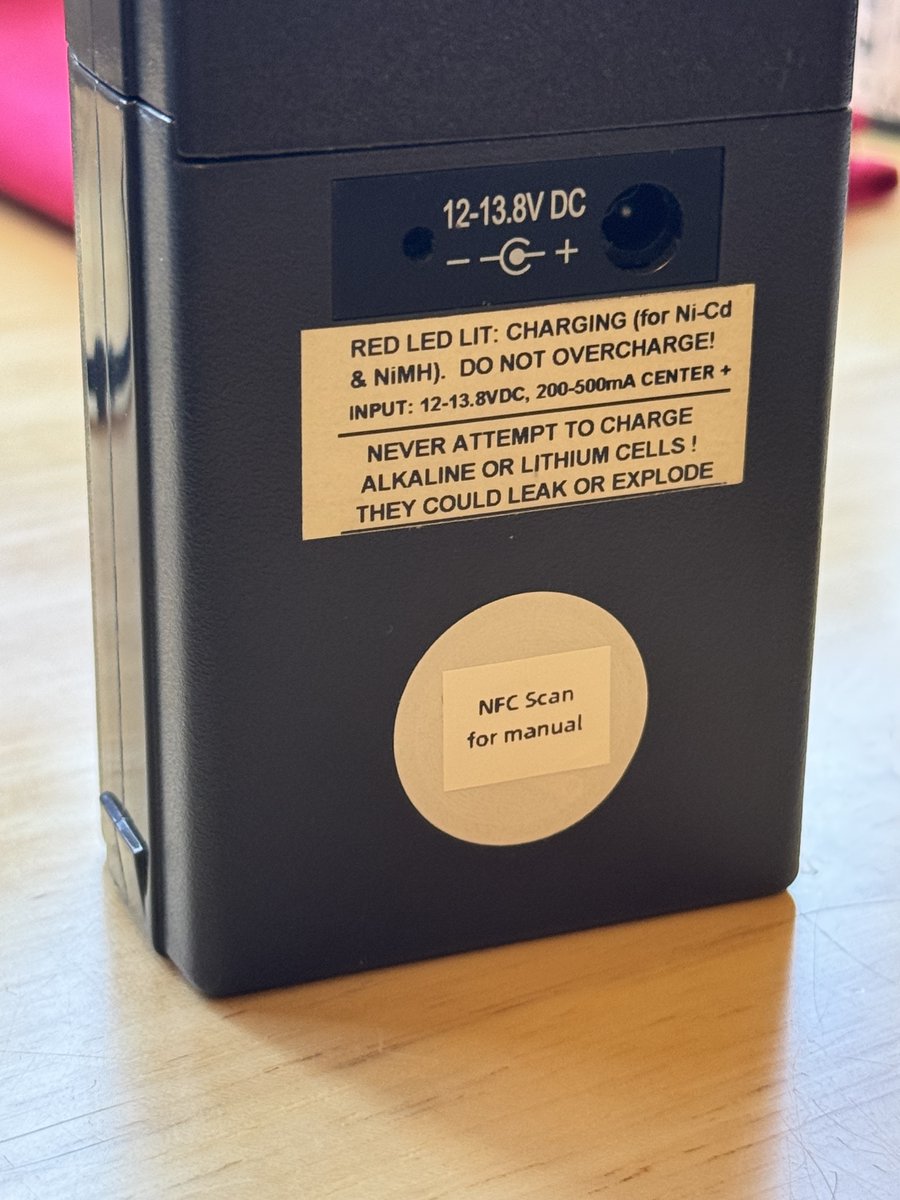 12-13.8V DC
− +
RED LED LIT: CHARGING (for Ni-Cd
& NiMH). DO NOT OVERCHARGE!
INPUT: 12-13.8VDC, 200-500mA CENTER +
NEVER ATTEMPT TO CHARGE
ALKALINE OR LITHIUM CELLS !
THEY COULD LEAK OR EXPLODE
NFC Scan
for manual